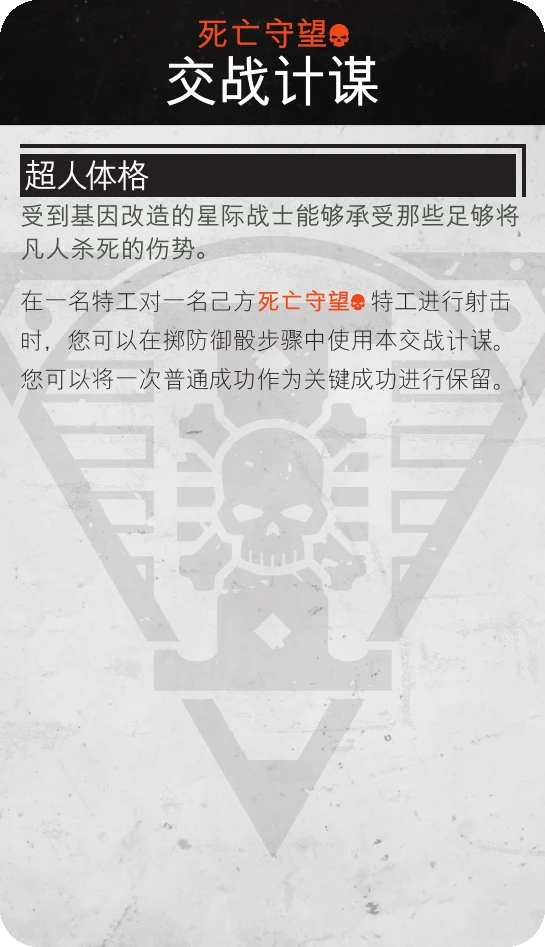 死亡守望
交战计谋
超人体格
受到基因改造的星际战士能够承受那些足够将
凡人杀死的伤势。
在一名特工对一名己方死亡守望特工进行射击
时，您可以在掷防御骰步骤中使用本交战计谋。
您可以将一次普通成功作为关键成功进行保留。